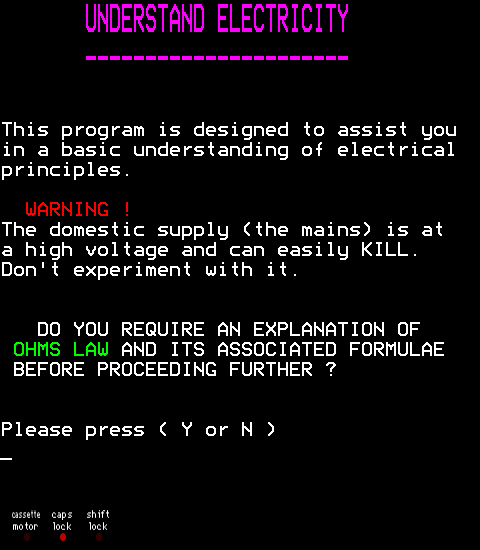 UNDERSTAND ELECTRICITY
----------------------
This program is designed to assist you
in a basic understanding of electrical
principles.
WARNING !
The domestic supply (the mains) is at
a high voltage and can easily KILL.
Don't experiment with it.
DO YOU REQUIRE AN EXPLANATION OF
OHMS LAW AND ITS ASSOCIATED FORMULAE
BEFORE PROCEEDING FURTHER ?
Please press ( Y or N )
_
cassette caps shift
motor lock lock